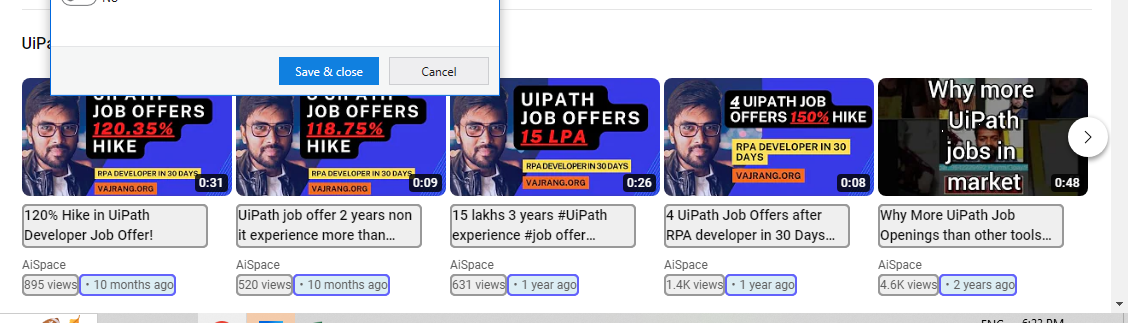 No
UiPa
Save & close
Cancel
UIPATH
JOB OFFERS
120.35%
HIKE
RPA DEVELOPER IN 30 DAYS
VAJRANG.ORG
0:31
JOB OFFERS
118.75%
HIKE
RPA DEVELOPER IN 30 DAYS
VAJRANG.ORG
0:09
UIPATH
JOB OFFERS
15 LPA
RPA DEVELOPER IN 30 DAYS
VAJRANG.ORG
0:26
4 UIPATH JOB
OFFERS 150% HIKE
RPA DEVELOPER IN 30
DAYS
VAJRANG.ORG
0:08
Why more
UiPath
jobs in
market
0:48
120% Hike in UiPath
Developer Job Offer!
UiPath job offer 2 years non
it experience more than...
15 lakhs 3 years #UiPath
experience #job offer...
4 UiPath Job Offers after
RPA developer in 30 Days...
Why More UiPath Job
Openings than other tools...
AiSpace
AiSpace
AiSpace
AiSpace
AiSpace
895 views • 10 months ago
520 views • 10 months ago
631 views • 1 year ago
1.4K views • 1 year ago
4.6K views • 2 years ago
ENG
6:22 PM